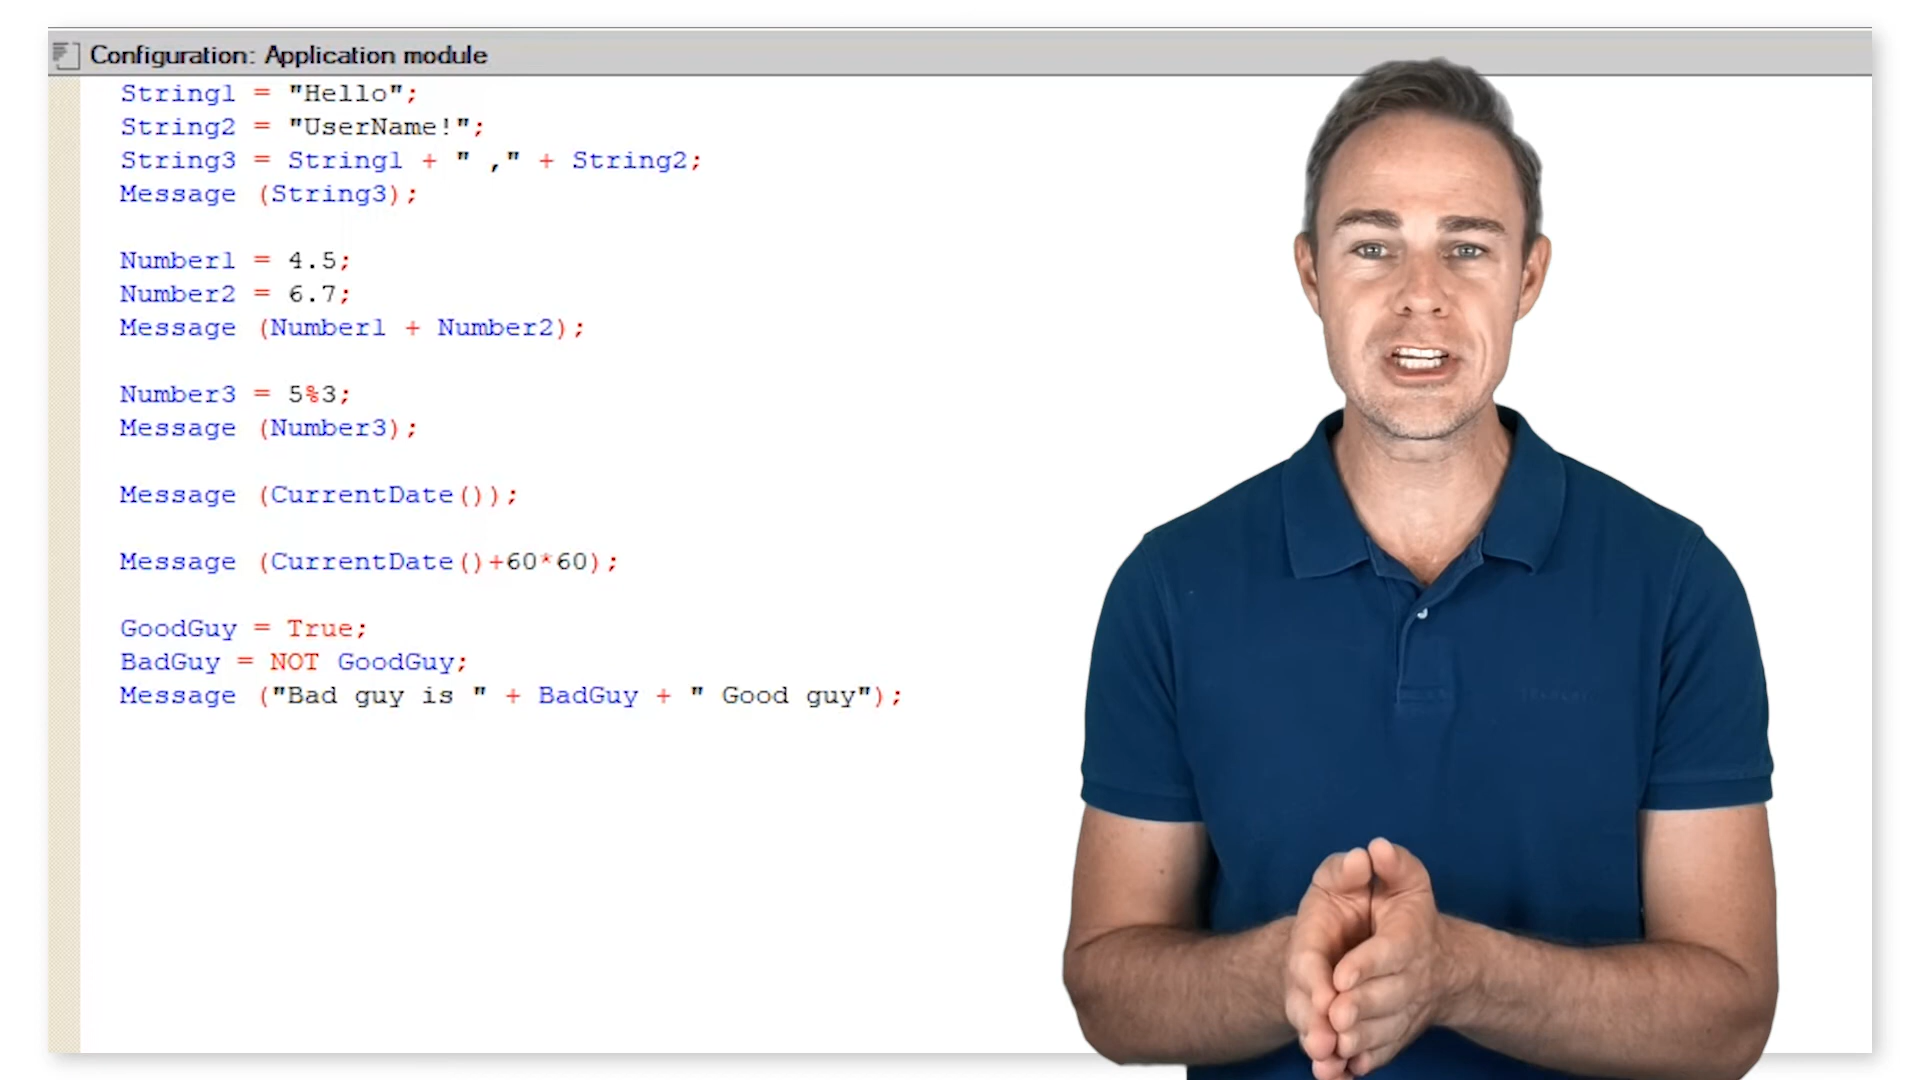 Configuration: Application module
String1 = "Hello";
String2 = "UserName!";
String3 = String1 + " ," + String2;
Message (String3);
Number1 = 4.5;
Number2 = 6.7;
Message (Number1 + Number2);
Number3 = 5%3;
Message (Number3);
Message (CurrentDate());
Message (CurrentDate()+60*60);
GoodGuy = True;
BadGuy = NOT GoodGuy;
Message ("Bad guy is " + BadGuy + " Good guy");